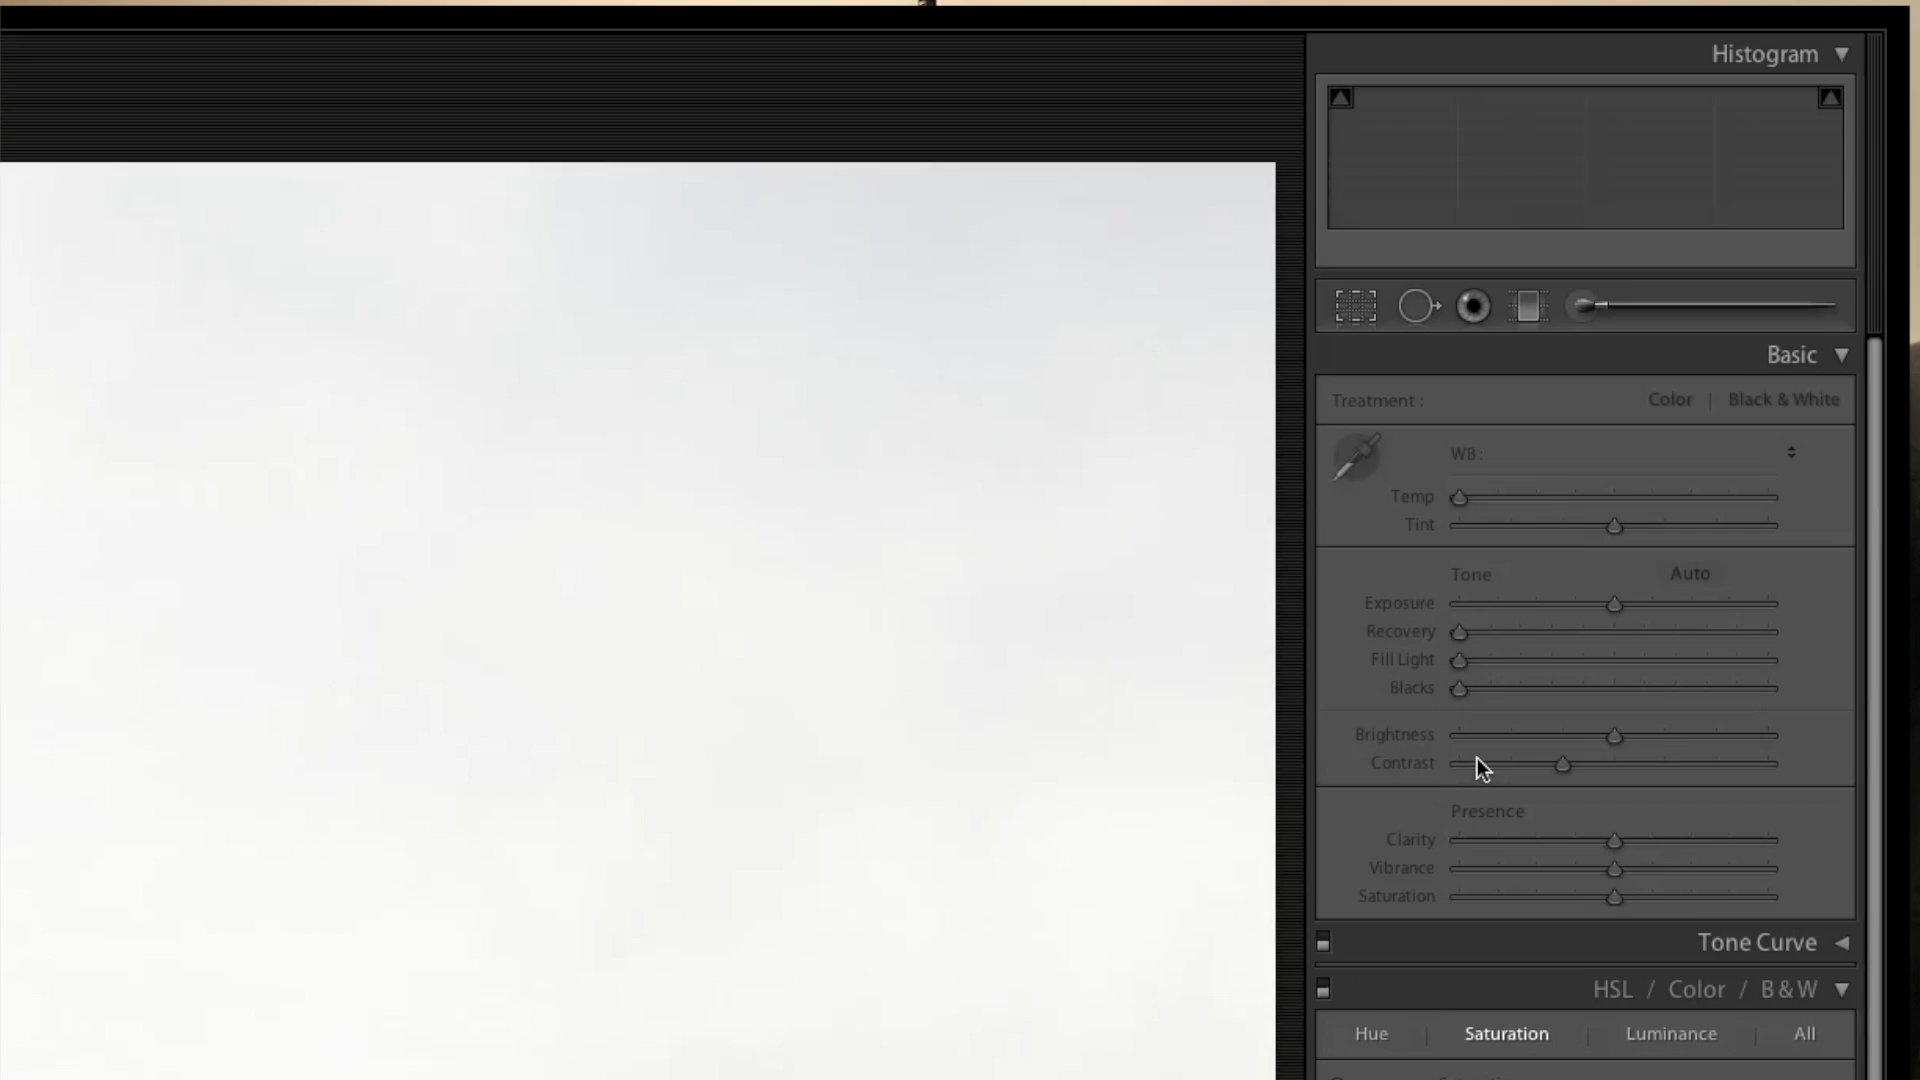 Histogram
Basic
Treatment : Color | Black & White
WB:
Temp
Tint
Tone Auto
Exposure
Recovery
Fill Light
Blacks
Brightness
Contrast
Presence
Clarity
Vibrance
Saturation
Tone Curve
HSL / Color / B & W
Hue | Saturation | Luminance | All